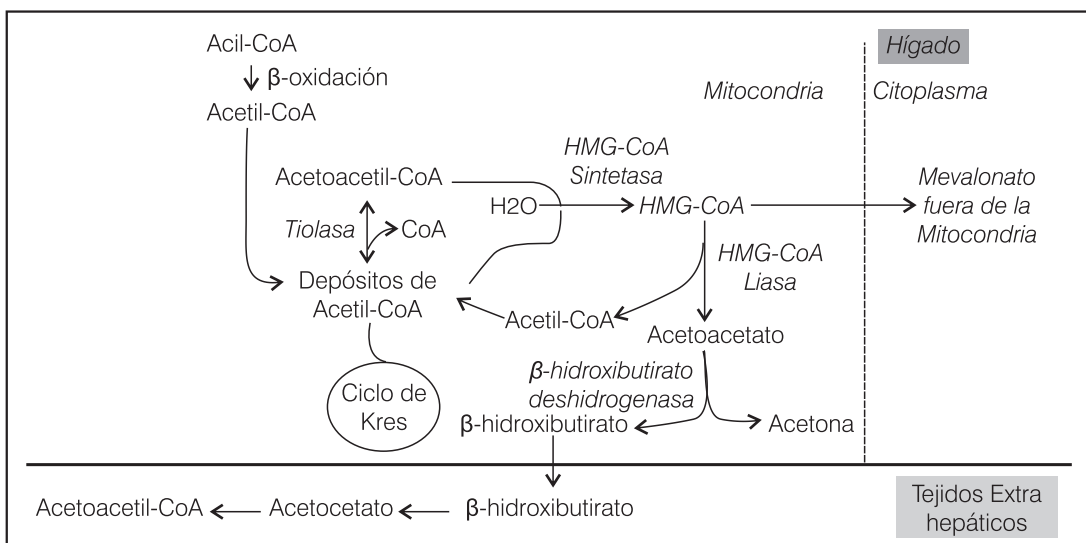 Acil-CoA
β-oxidación
Acetil-CoA
Hígado
Mitocondria
Citoplasma
Acetoacetil-CoA
Tiolasa
CoA
Depósitos de
Acetil-CoA
H2O
HMG-CoA
Sintetasa
HMG-CoA
Mevalonato
fuera de la
Mitocondria
HMG-CoA
Liasa
Acetil-CoA
Acetoacetato
Ciclo de
Kres
β-hidroxibutirato
deshidrogenasa
β-hidroxibutirato
Acetona
Acetoacetil-CoA
Acetocetato
β-hidroxibutirato
Tejidos Extra
hepáticos